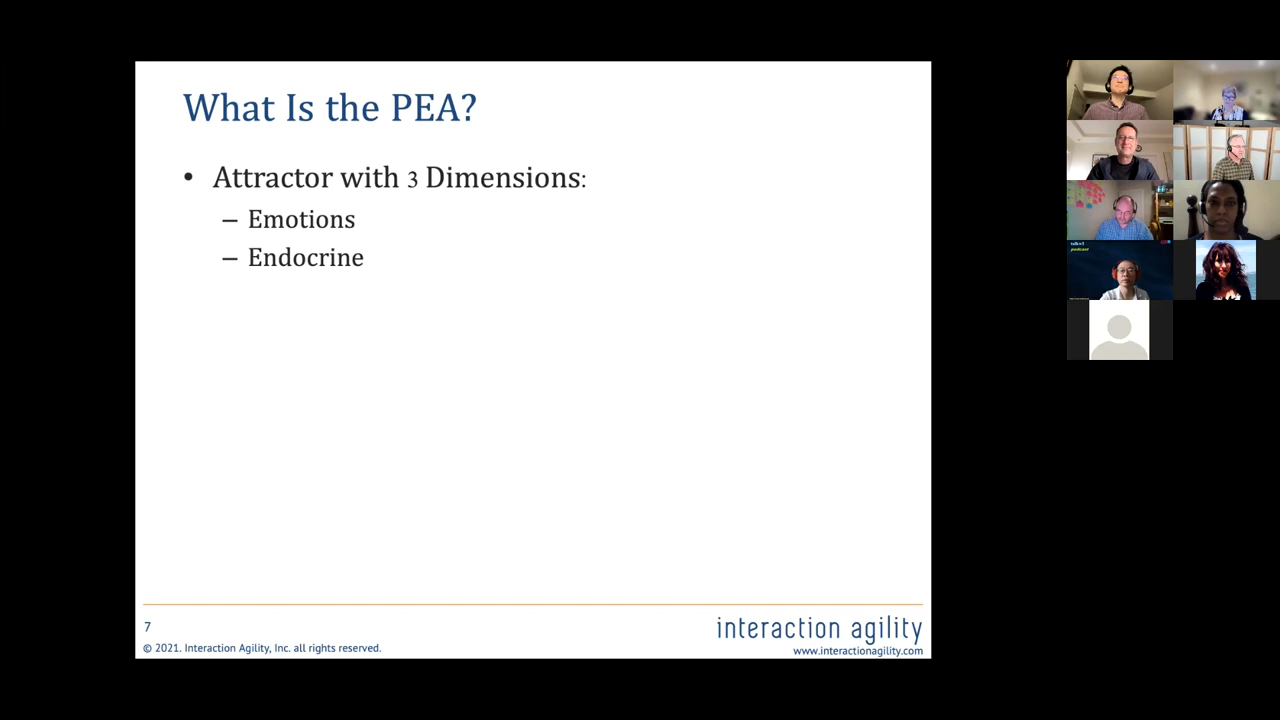 What Is the PEA?
• Attractor with 3 Dimensions:
– Emotions
– Endocrine
7
© 2021. Interaction Agility, Inc. all rights reserved.
interaction agility
www.interactionagility.com
podcast